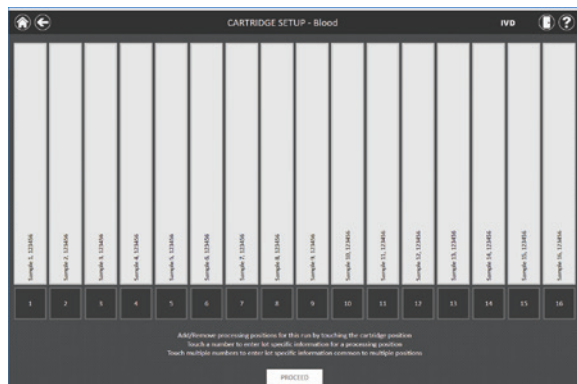 CARTRIDGE SETUP - Blood
IVD
?
Sample 1, 123456
Sample 2, 123456
Sample 3, 123456
Sample 4, 123456
Sample 5, 123456
Sample 6, 123456
Sample 7, 123456
Sample 8, 123456
Sample 9, 123456
Sample 10, 123456
Sample 11, 123456
Sample 12, 123456
Sample 13, 123456
Sample 14, 123456
Sample 15, 123456
Sample 16, 123456
1 2 3 4 5 6 7 8 9 10 11 12 13 14 15 16
Add/Remove processing positions for this run by touching the cartridge position
Touch a number to enter lot specific information for a processing position
Touch multiple numbers to enter lot specific information common to multiple positions
PROCEED